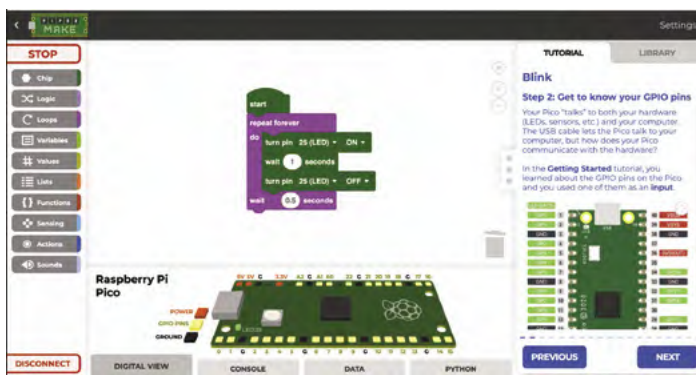 PIPER
MAKE
Settings
STOP
Chip
Logic
Loops
Variables
Values
Lists
Functions
Sensing
Actions
Sounds
DISCONNECT
start
repeat forever
do turn pin 25 (LED) ON
wait 1 seconds
turn pin 25 (LED) OFF
wait 0.5 seconds
Raspberry Pi
Pico
POWER
GPIO PINS
GROUND
DIGITAL VIEW
CONSOLE
DATA
PYTHON
TUTORIAL
LIBRARY
Blink
Step 2: Get to know your GPIO pins
Your Pico "talks" to both your hardware
(LEDs, sensors, etc.) and your computer.
The USB cable lets the Pico talk to your
computer, but how does your Pico
communicate with the hardware?
In the Getting Started tutorial, you
learned about the GPIO pins on the Pico
and you used one of them as an input.
PREVIOUS
NEXT